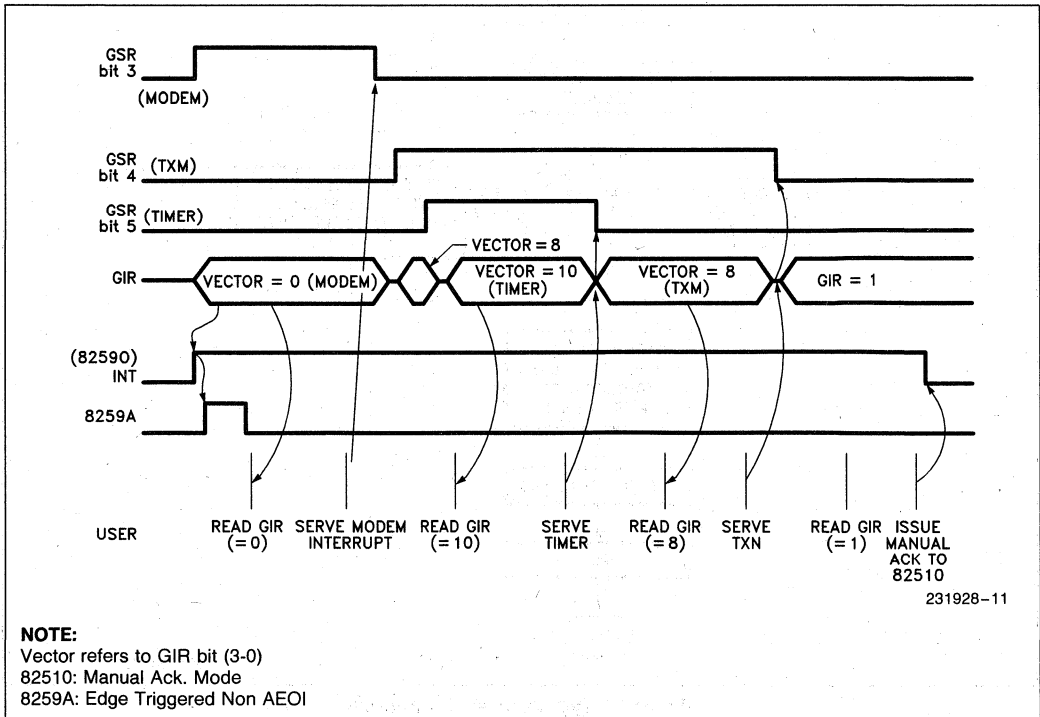 GSR
bit 3
(MODEM)
GSR (TXM)
bit 4
GSR (TIMER)
bit 5
VECTOR = 8
GIR
VECTOR = 0 (MODEM)
VECTOR = 10
(TIMER)
VECTOR = 8
(TXM)
GIR = 1
(82590)
INT
8259A
USER
READ GIR
(= 0)
SERVE MODEM
INTERRUPT
READ GIR
(= 10)
SERVE
TIMER
READ GIR
(= 8)
SERVE
TXN
READ GIR
(= 1)
ISSUE
MANUAL
ACK TO
82510
231928-11
NOTE:
Vector refers to GIR bit (3-0)
82510: Manual Ack. Mode
8259A: Edge Triggered Non AEOI